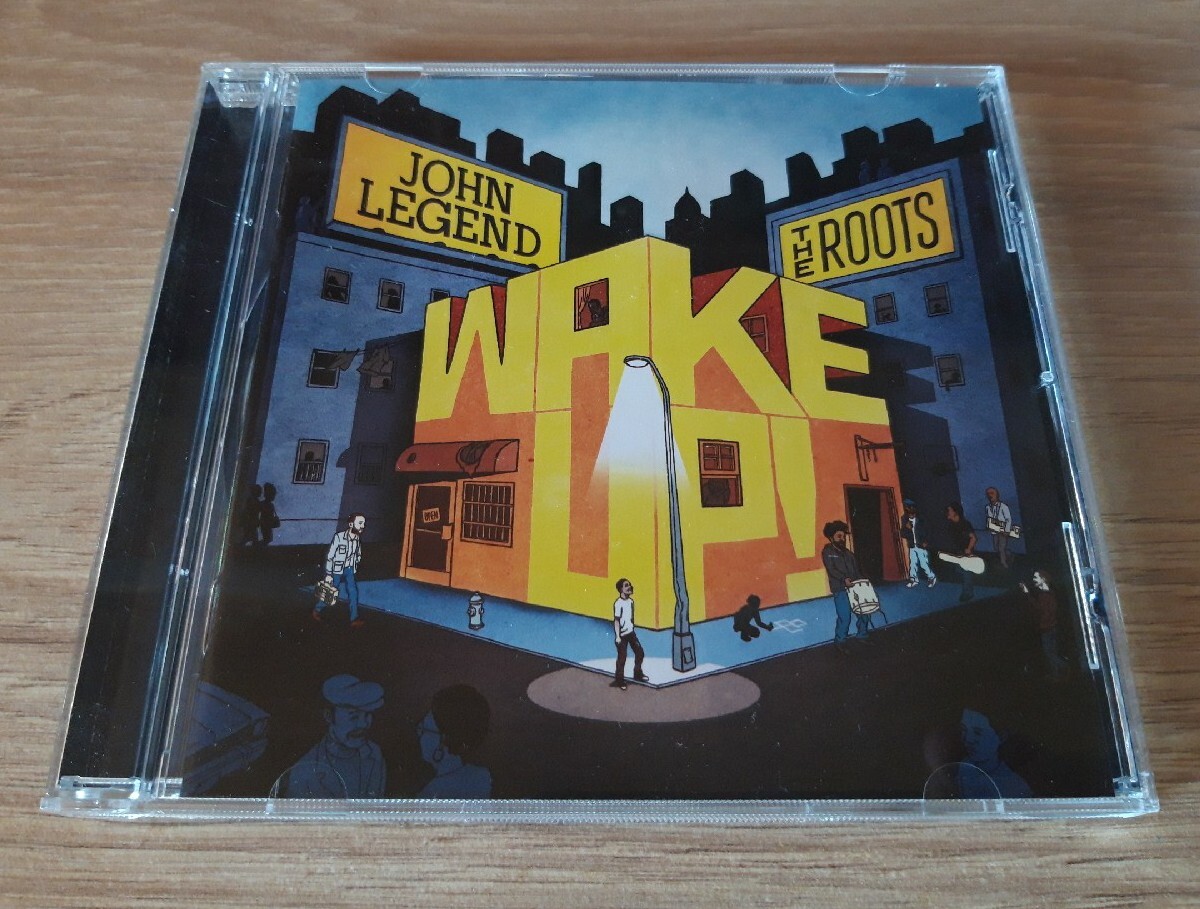 JOHN
LEGEND
THE ROOTS
WAKE
UP!
OPEN